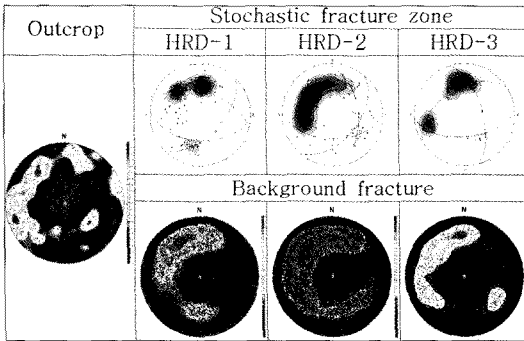 Outcrop
Stochastic fracture zone
HRD-1 HRD-2 HRD-3
N
Background fracture
N N N